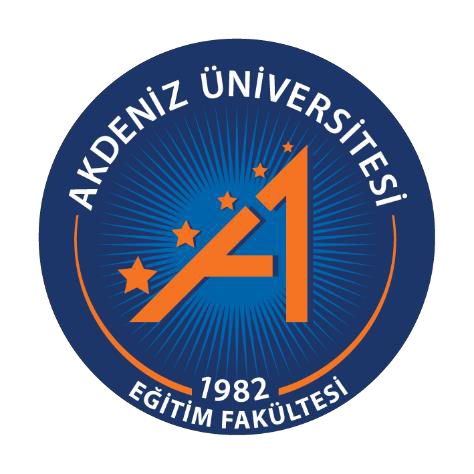 AKDENİZ ÜNİVERSİTESİ
1982
EĞİTİM FAKÜLTESİ